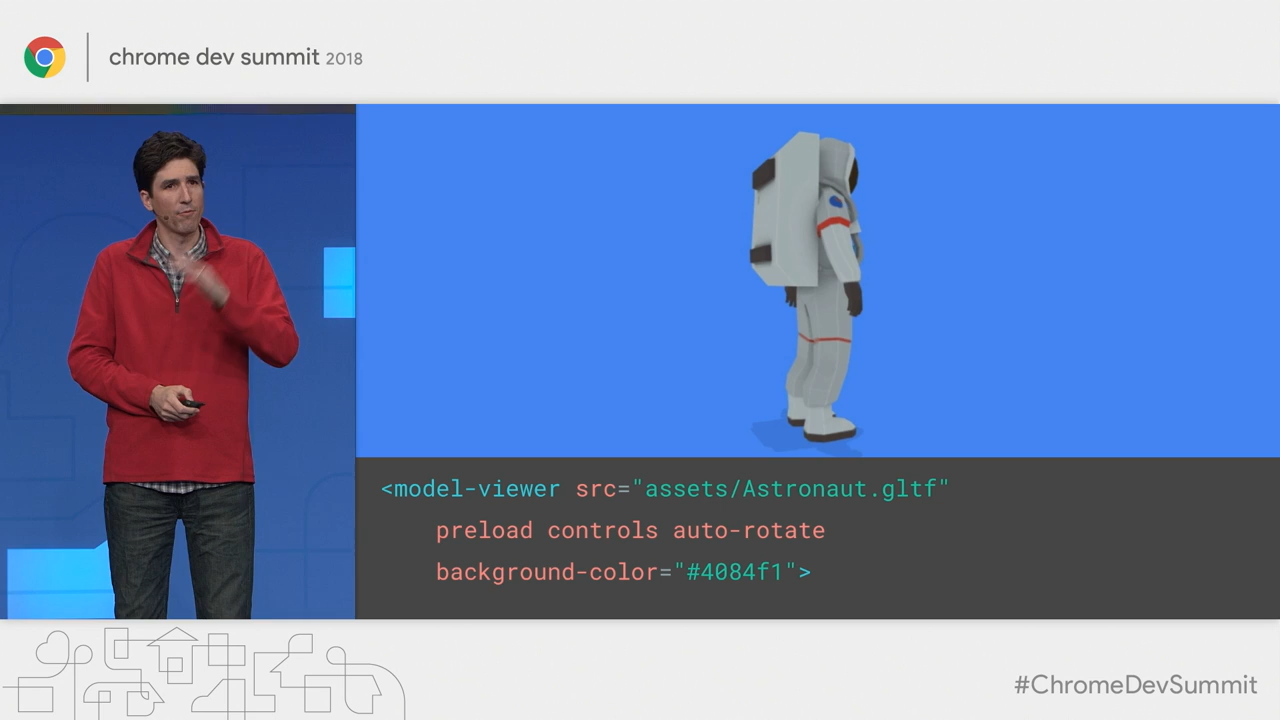 chrome dev summit 2018
<model-viewer src="assets/Astronaut.gltf"
preload controls auto-rotate
background-color="#4084f1">
#ChromeDevSummit